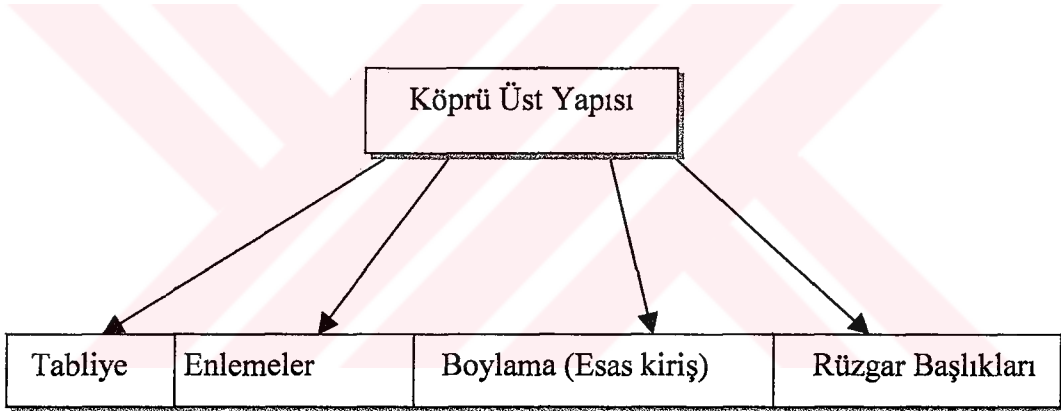 Köprü Üst Yapısı
Tabliye Enlemeler Boylama (Esas kiriş) Rüzgar Başlıkları